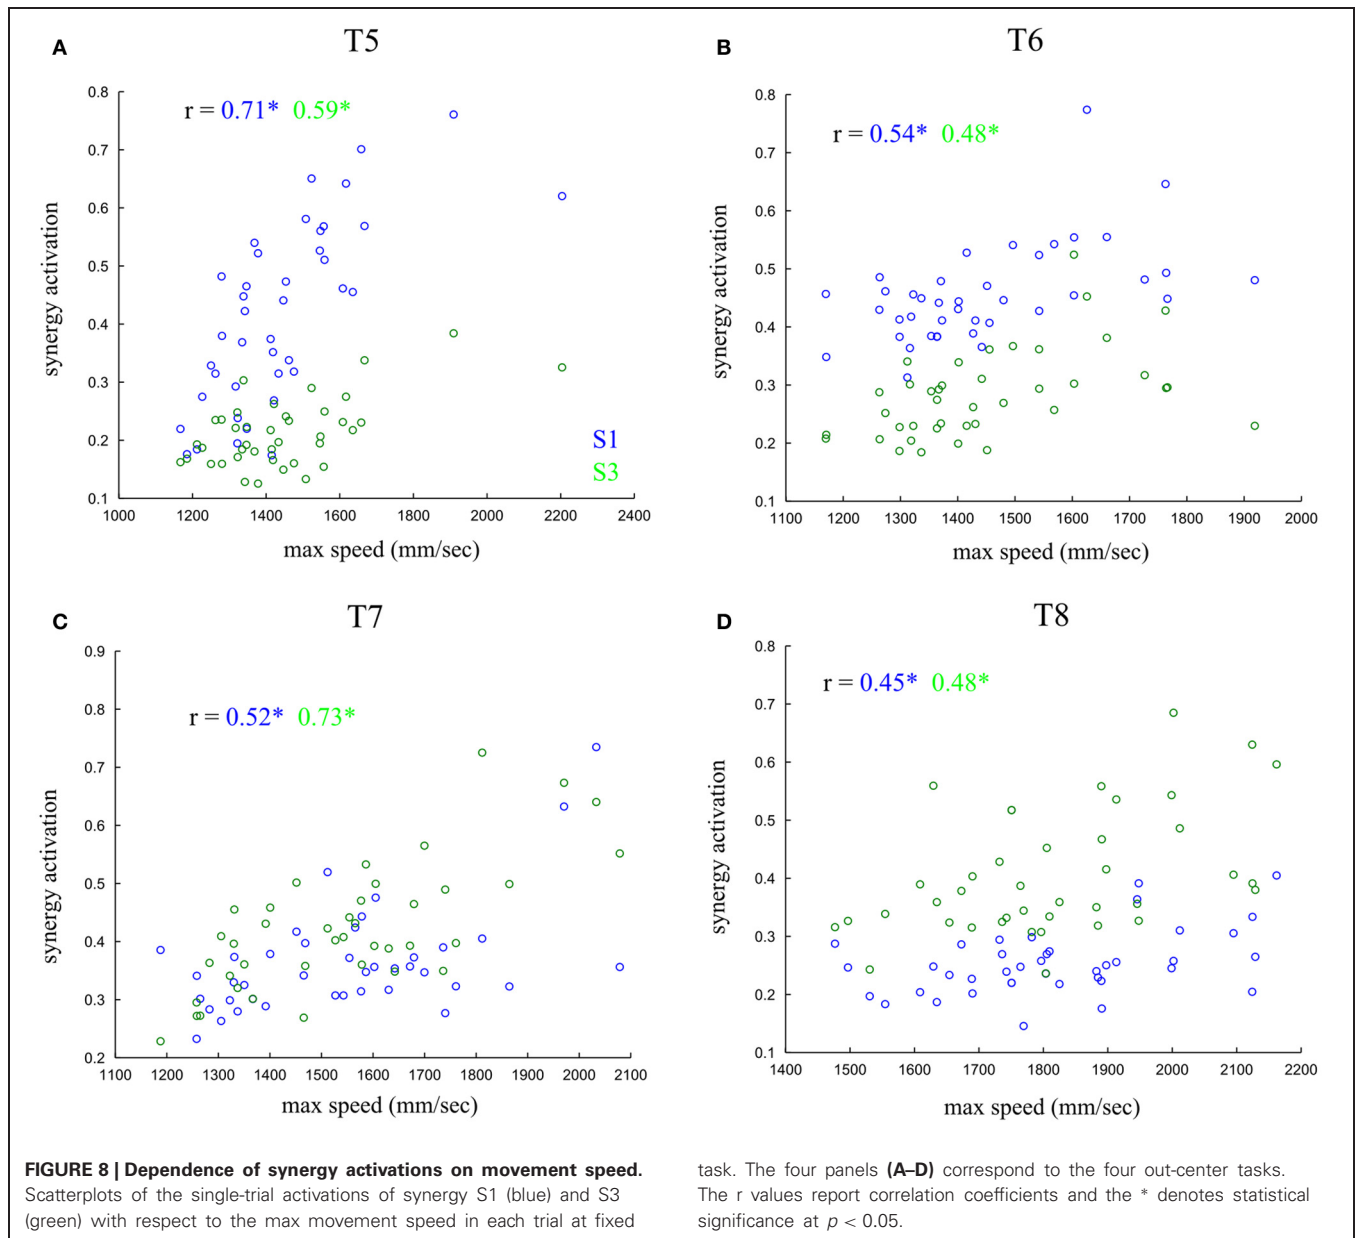 A
T5
r = 0.71* 0.59*
0.8
0.7
0.6
0.5
0.4
0.3
0.2
0.1
synergy activation
S1
S3
1000 1200 1400 1600 1800 2000 2200 2400
max speed (mm/sec)
B
T6
r = 0.54* 0.48*
0.8
0.7
0.6
0.5
0.4
0.3
0.2
0.1
synergy activation
1100 1200 1300 1400 1500 1600 1700 1800 1900 2000
max speed (mm/sec)
C
T7
r = 0.52* 0.73*
0.9
0.8
0.7
0.6
0.5
0.4
0.3
0.2
synergy activation
1100 1200 1300 1400 1500 1600 1700 1800 1900 2000 2100
max speed (mm/sec)
D
T8
r = 0.45* 0.48*
0.8
0.7
0.6
0.5
0.4
0.3
0.2
0.1
synergy activation
1400 1500 1600 1700 1800 1900 2000 2100 2200
max speed (mm/sec)
FIGURE 8 | Dependence of synergy activations on movement speed.
Scatterplots of the single-trial activations of synergy S1 (blue) and S3
(green) with respect to the max movement speed in each trial at fixed
task. The four panels (A–D) correspond to the four out-center tasks.
The r values report correlation coefficients and the * denotes statistical
significance at p < 0.05.